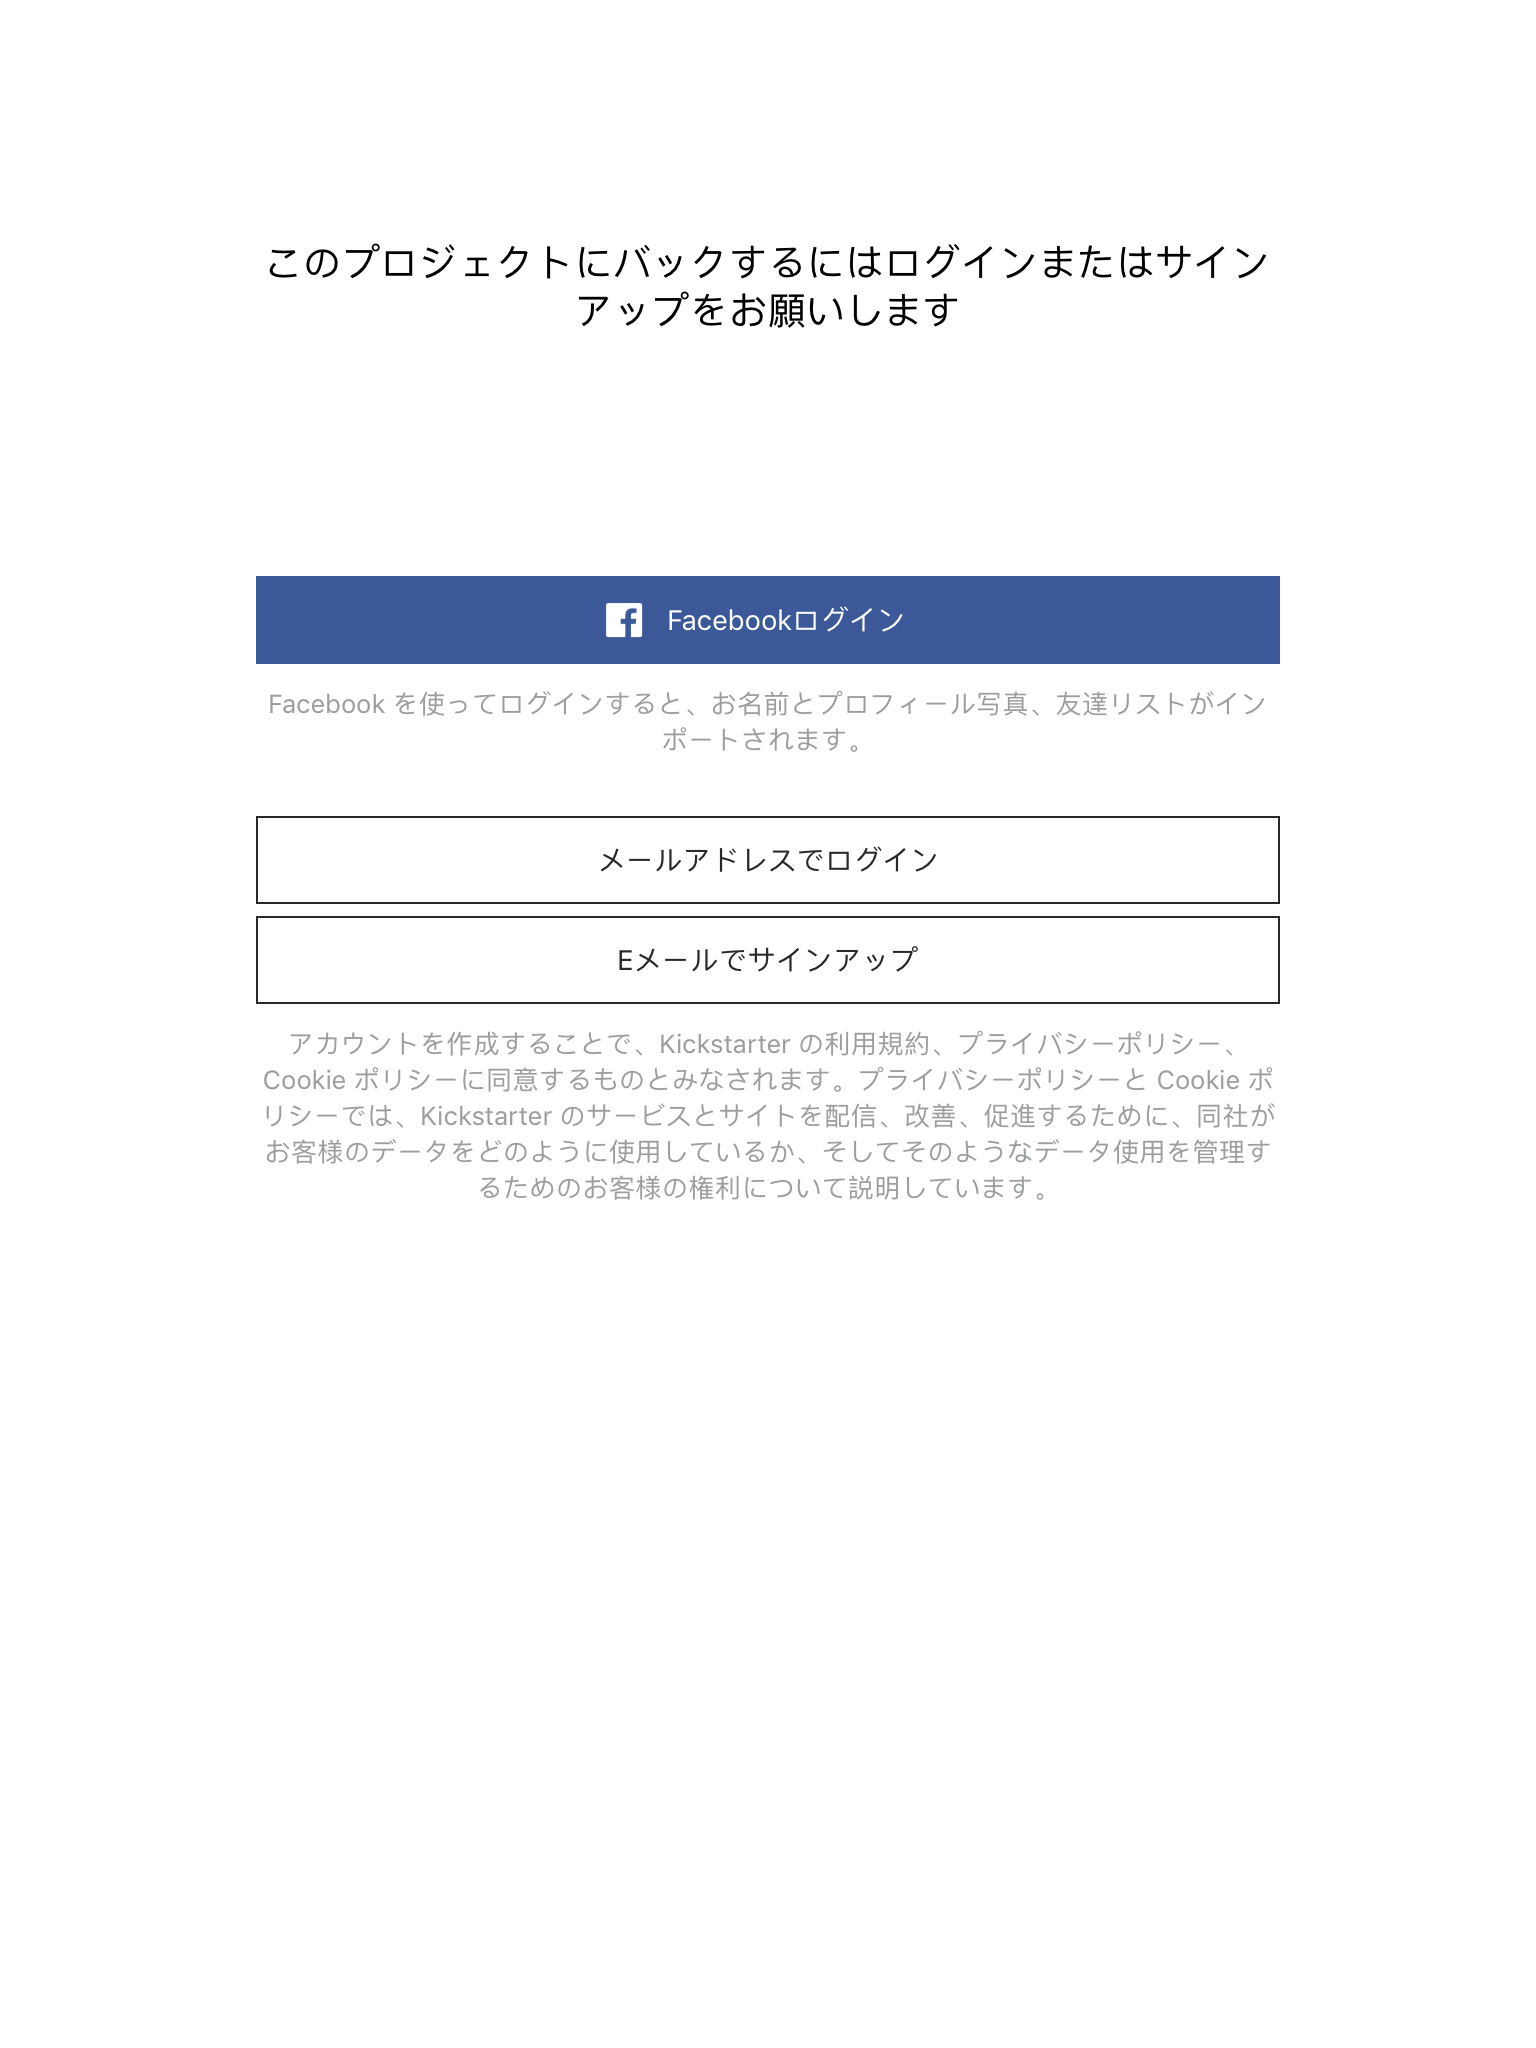 このプロジェクトにバックするにはログインまたはサイン
アップをお願いします
Facebookログイン
Facebook を使ってログインすると、お名前とプロフィール写真、友達リストがイン
ポートされます。
メールアドレスでログイン
Eメールでサインアップ
アカウントを作成することで、Kickstarter の利用規約、プライバシーポリシー、
Cookie ポリシーに同意するものとみなされます。プライバシーポリシーと Cookie ポ
リシーでは、Kickstarter のサービスとサイトを配信、改善、促進するために、同社が
お客様のデータをどのように使用しているか、そしてそのようなデータ使用を管理す
るためのお客様の権利について説明しています。